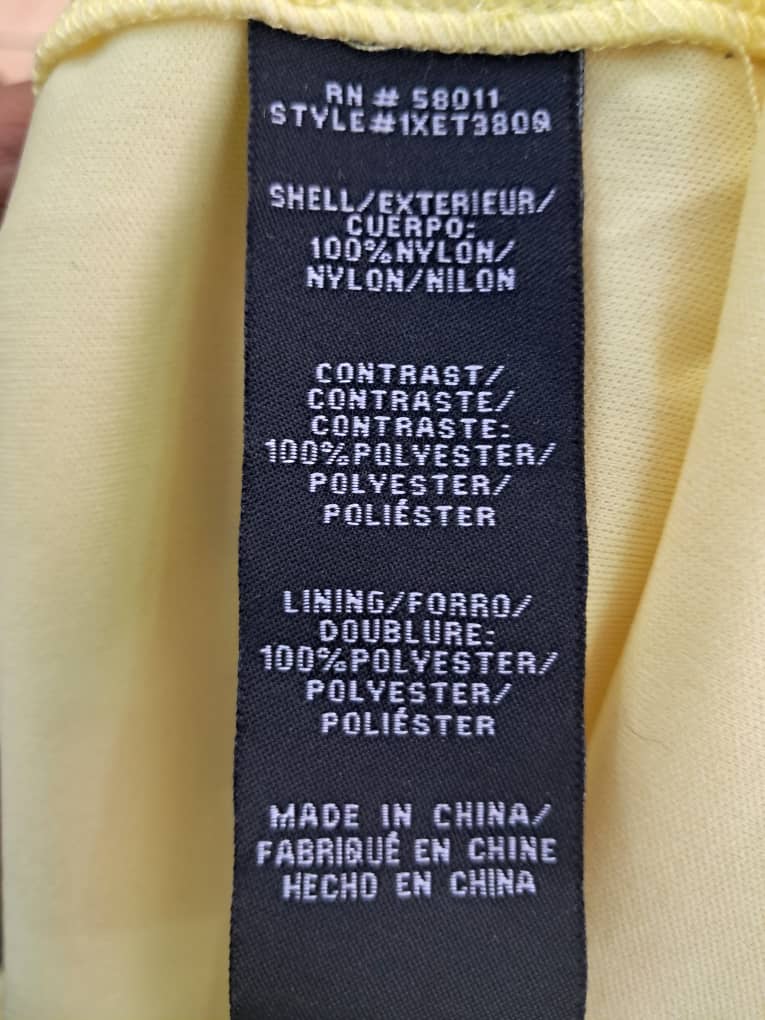 RN # 58011
STYLE#1XET380Q
SHELL/EXTERIEUR/
CUERPO:
100%NYLON/
NYLON/NILON
CONTRAST/
CONTRASTE/
CONTRASTE:
100%POLYESTER/
POLYESTER/
POLIÉSTER
LINING/FORRO/
DOUBLURE:
100%POLYESTER/
POLYESTER/
POLIÉSTER
MADE IN CHINA/
FABRIQUÉ EN CHINE
HECHO EN CHINA